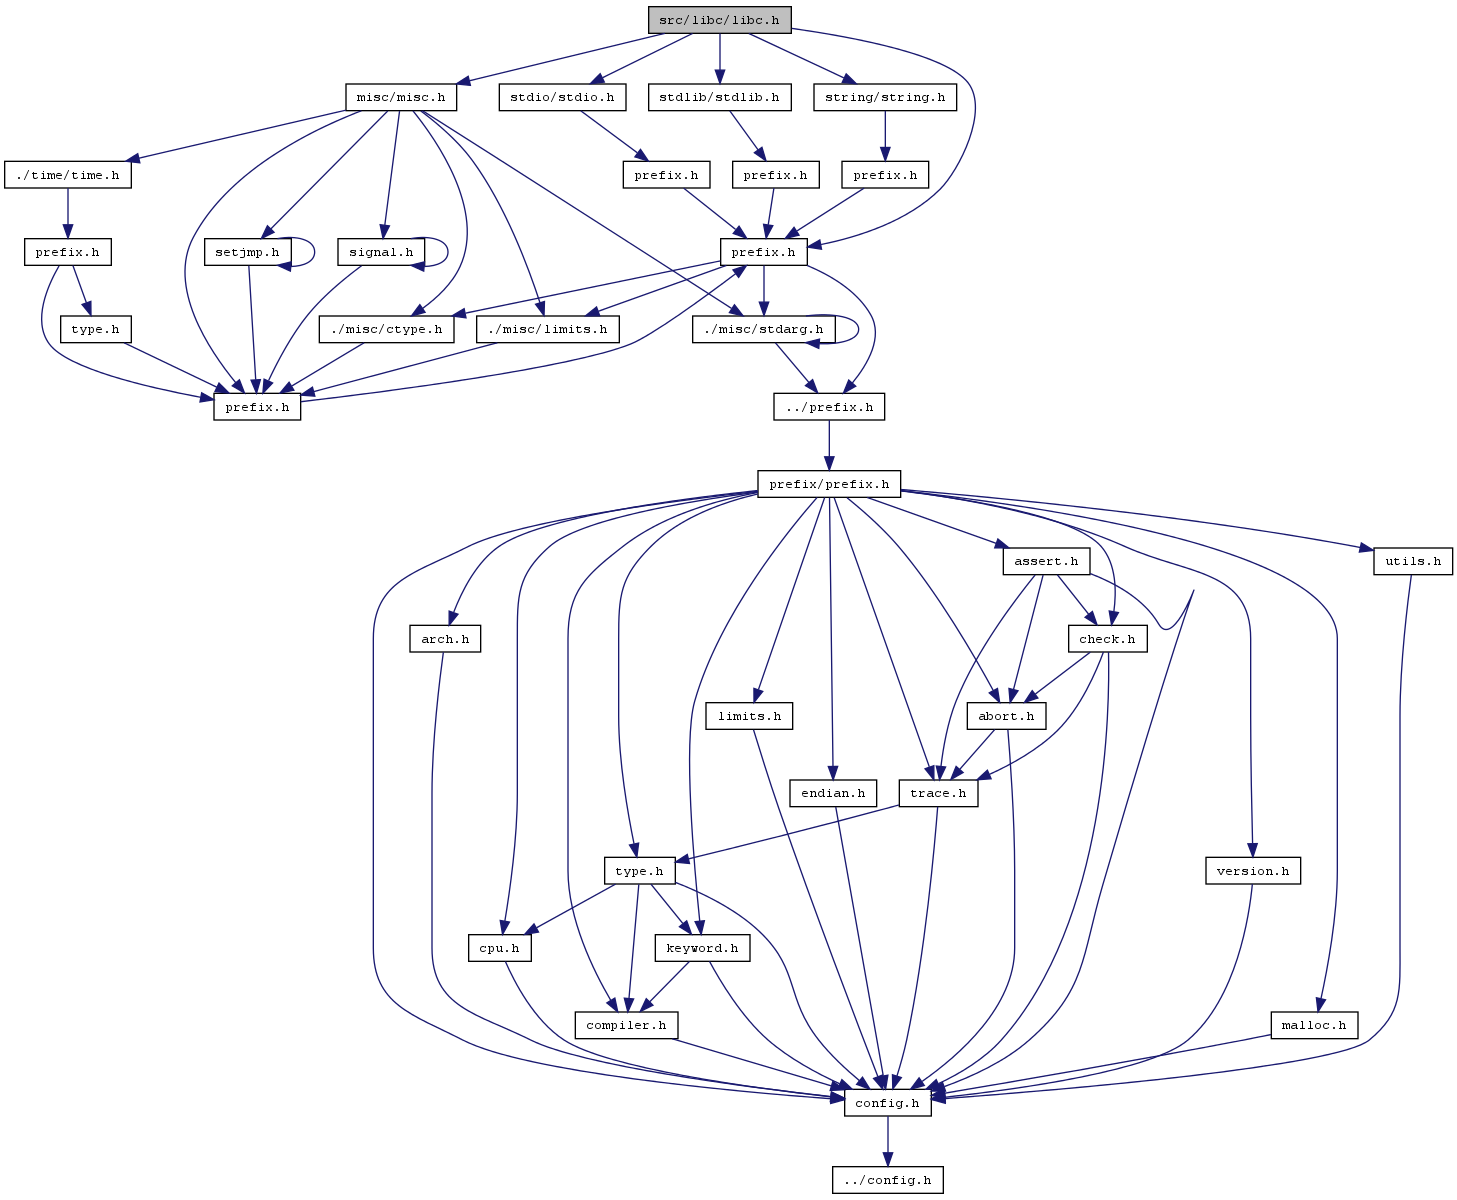 src/libc/libc.h
misc/misc.h
stdio/stdio.h
stdlib/stdlib.h
string/string.h
./time/time.h
prefix.h
prefix.h
prefix.h
prefix.h
setjmp.h
signal.h
prefix.h
type.h
./misc/ctype.h
./misc/limits.h
./misc/stdarg.h
prefix.h
../prefix.h
prefix/prefix.h
assert.h
utils.h
arch.h
check.h
limits.h
abort.h
endian.h
trace.h
type.h
version.h
cpu.h
keyword.h
compiler.h
malloc.h
config.h
../config.h